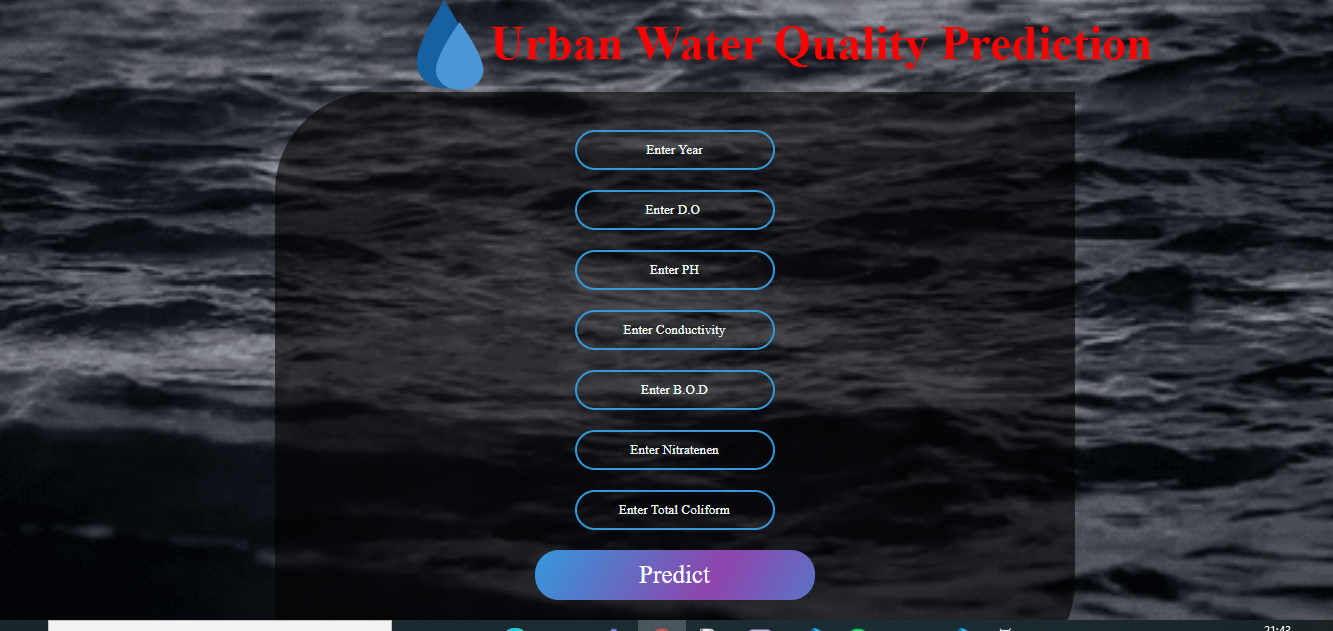 Urban Water Quality Prediction
Enter Year
Enter D.O
Enter PH
Enter Conductivity
Enter B.O.D
Enter Nitratenen
Enter Total Coliform
Predict